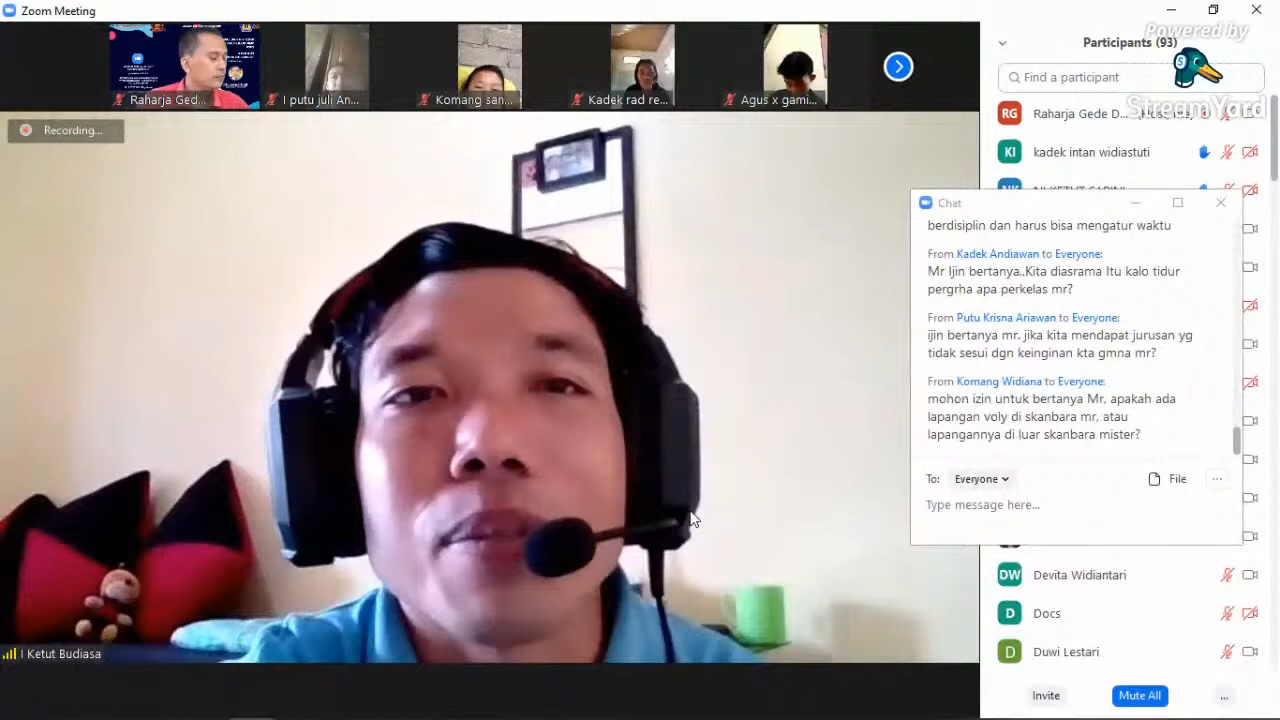 Zoom Meeting
Powered by
StreamYard
Raharja Ged...
I putu juli An...
Komang san...
Kadek rad re...
Agus x gami...
Recording...
Participants (93)
Find a participant
RG Raharja Gede D...
KI kadek intan widiastuti
Chat
berdisiplin dan harus bisa mengatur waktu
From Kadek Andiawan to Everyone:
Mr Ijin bertanya..Kita diasrama Itu kalo tidur
pergrha apa perkelas mr?
From Putu Krisna Ariawan to Everyone:
ijin bertanya mr. jika kita mendapat jurusan yg
tidak sesui dgn keinginan kta gmna mr?
From Komang Widiana to Everyone:
mohon izin untuk bertanya Mr, apakah ada
lapangan voly di skanbara mr, atau
lapangannya di luar skanbara mister?
To: Everyone File ...
Type message here...
DW Devita Widiantari
D Docs
D Duwi Lestari
I Ketut Budiasa
Invite Mute All ...